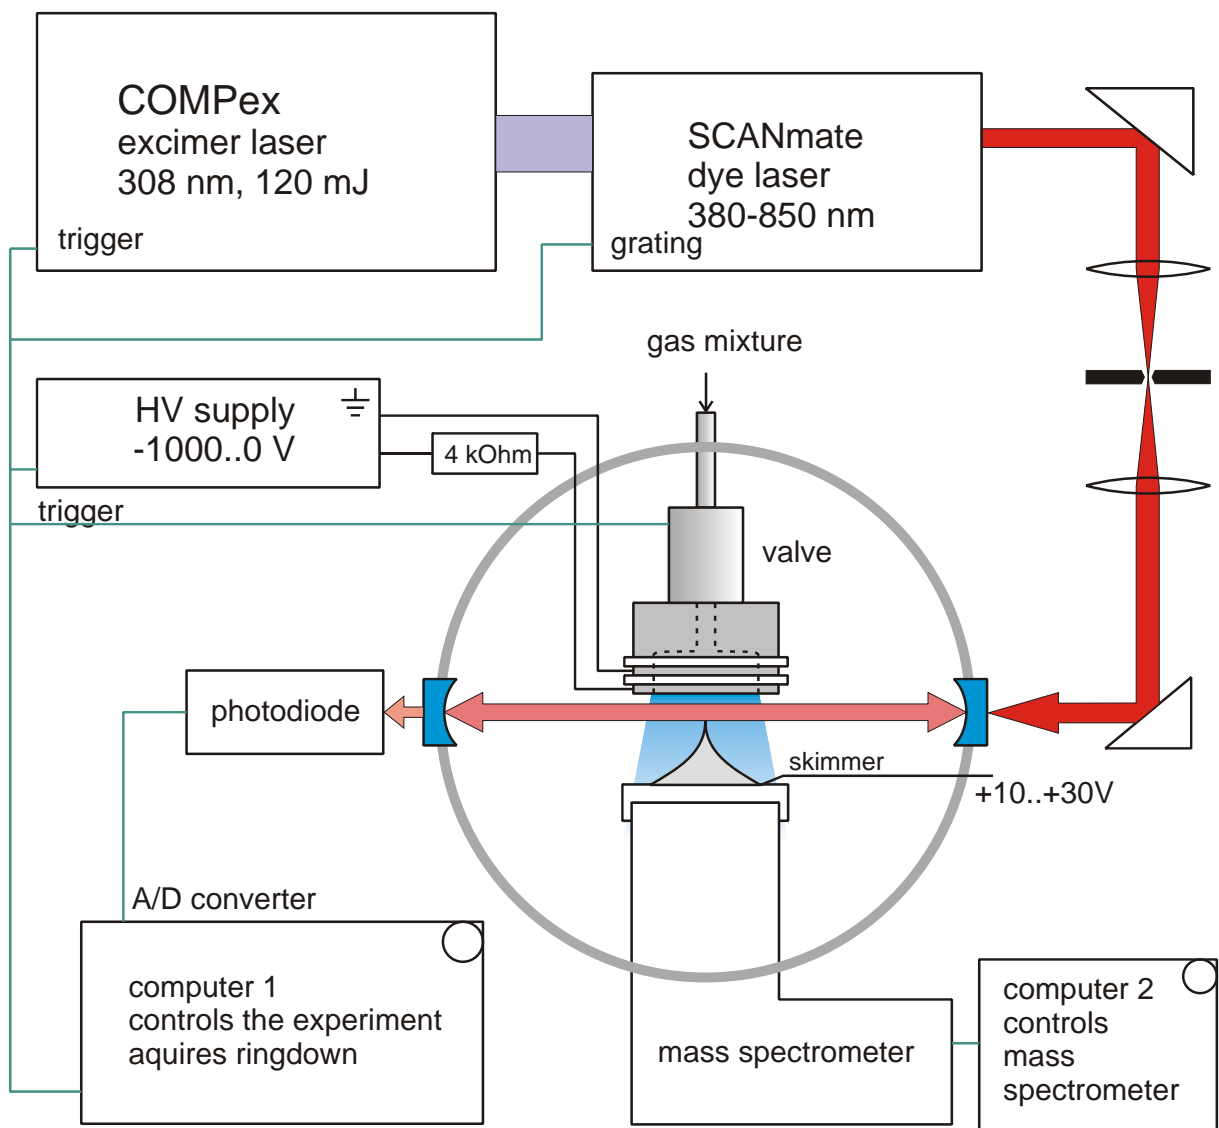 COMPex
excimer laser
308 nm, 120 mJ
trigger
SCANmate
dye laser
380-850 nm
grating
gas mixture
HV supply
-1000..0 V
4 kOhm
trigger
valve
photodiode
skimmer
+10..+30V
A/D converter
computer 1
controls the experiment
aquires ringdown
mass spectrometer
computer 2
controls
mass
spectrometer